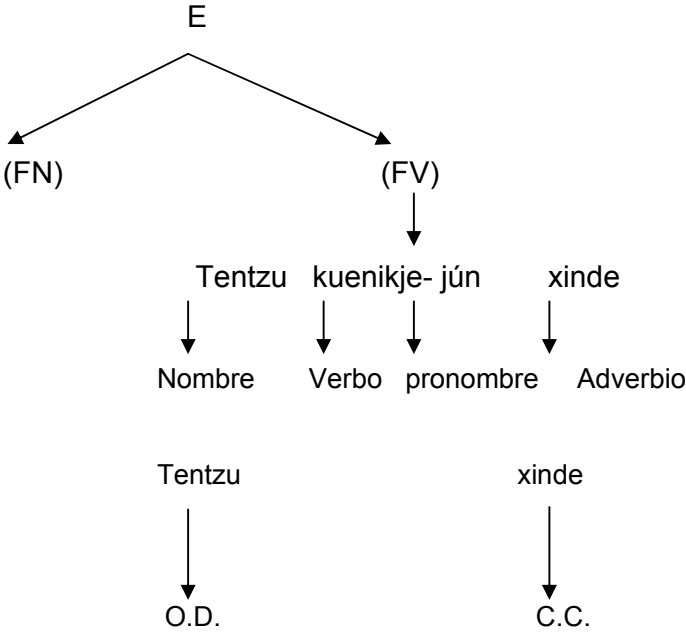 E
(FN) (FV)
Tentzu kuenikje- jún xinde
Nombre Verbo pronombre Adverbio
Tentzu xinde
O.D. C.C.